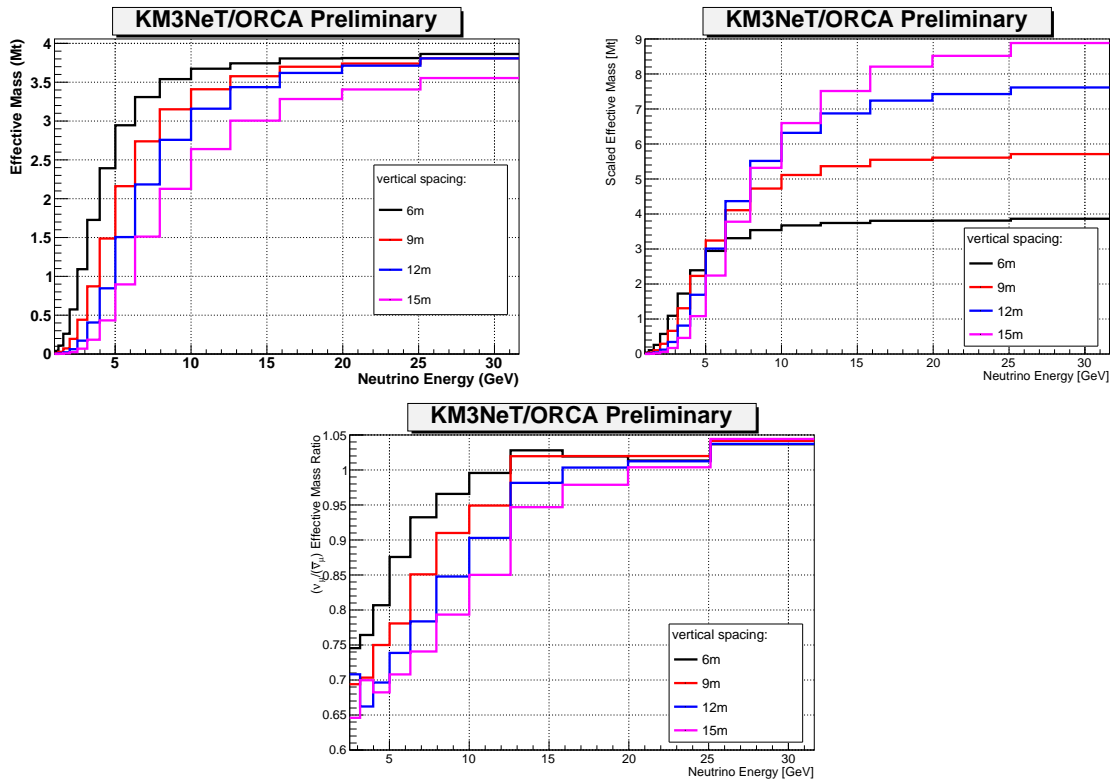 KM3NeT/ORCA Preliminary
Effective Mass (Mt)
4
3.5
3
2.5
2
1.5
1
0.5
0
5 10 15 20 25 30
Neutrino Energy (GeV)
vertical spacing:
6m
9m
12m
15m
KM3NeT/ORCA Preliminary
Scaled Effective Mass [Mt]
9
8
7
6
5
4
3
2
1
0
5 10 15 20 25 30
Neutrino Energy [GeV]
vertical spacing:
6m
9m
12m
15m
KM3NeT/ORCA Preliminary
(ν_μ/(ν̅_μ) Effective Mass Ratio
1.05
1
0.95
0.9
0.85
0.8
0.75
0.7
0.65
0.6
5 10 15 20 25 30
Neutrino Energy [GeV]
vertical spacing:
6m
9m
12m
15m